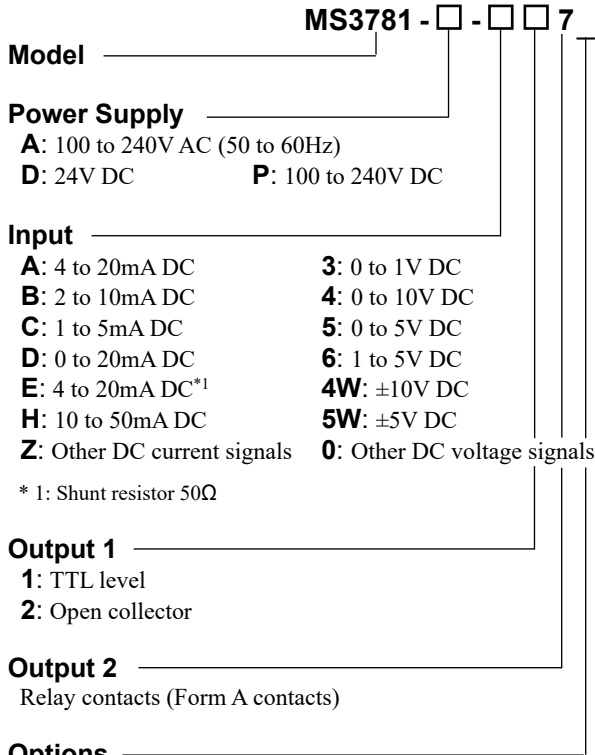 MS3781 - □ - □ □ 7
Model
Power Supply
A: 100 to 240V AC (50 to 60Hz)
D: 24V DC P: 100 to 240V DC
Input
A: 4 to 20mA DC 3: 0 to 1V DC
B: 2 to 10mA DC 4: 0 to 10V DC
C: 1 to 5mA DC 5: 0 to 5V DC
D: 0 to 20mA DC 6: 1 to 5V DC
E: 4 to 20mA DC*1 4W: ±10V DC
H: 10 to 50mA DC 5W: ±5V DC
Z: Other DC current signals 0: Other DC voltage signals
* 1: Shunt resistor 50Ω
Output 1
1: TTL level
2: Open collector
Output 2
Relay contacts (Form A contacts)
Options